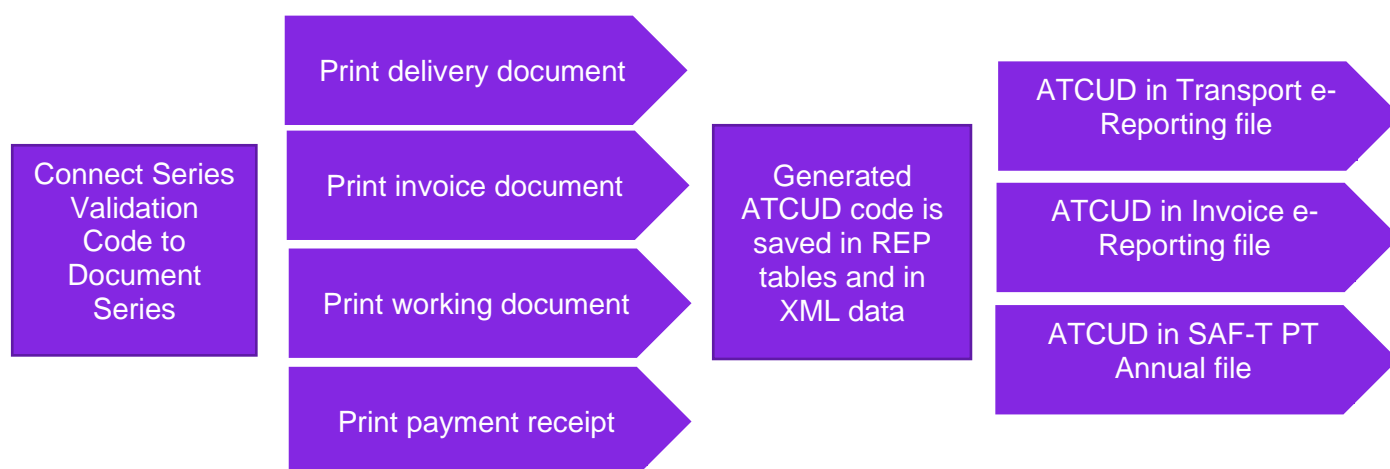 Connect Series
Validation
Code to
Document
Series
Print delivery document
Print invoice document
Print working document
Print payment receipt
Generated
ATCUD code is
saved in REP
tables and in
XML data
ATCUD in Transport e-
Reporting file
ATCUD in Invoice e-
Reporting file
ATCUD in SAF-T PT
Annual file